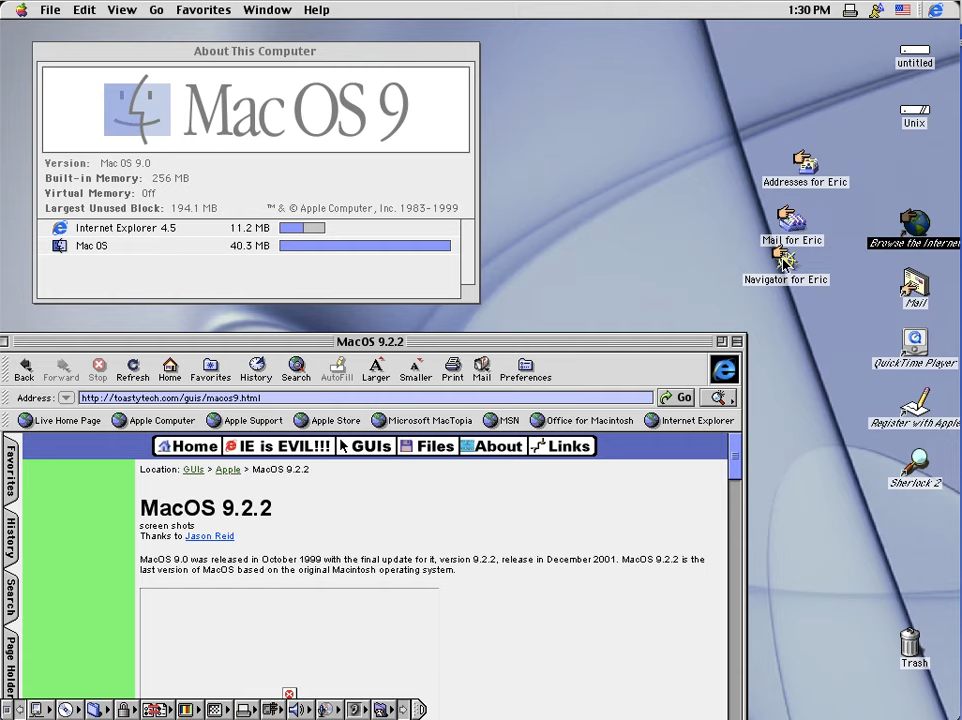 File Edit View Go Favorites Window Help 1:30 PM
About This Computer
Mac OS 9
Version: Mac OS 9.0
Built-in Memory: 256 MB
Virtual Memory: Off
Largest Unused Block: 194.1 MB ™ & © Apple Computer, Inc. 1983-1999
Internet Explorer 4.5 11.2 MB
Mac OS 40.3 MB
untitled
Unix
Addresses for Eric
Mail for Eric
Browse the Internet
Navigator for Eric
Mail
QuickTime Player
Register with Apple
Sherlock 2
Trash
MacOS 9.2.2
Back Forward Stop Refresh Home Favorites History Search AutoFill Larger Smaller Print Mail Preferences
Address: http://toastytech.com/guis/macos9.html Go
Live Home Page Apple Computer Apple Support Apple Store Microsoft MacTopia MSN Office for Macintosh Internet Explorer
Favorites
History
Search
Page Holder
Home IE is EVIL!!! GUIs Files About Links
Location: GUIs > Apple > MacOS 9.2.2
MacOS 9.2.2
screen shots
Thanks to Jason Reid
MacOS 9.0 was released in October 1999 with the final update for it, version 9.2.2, release in December 2001. MacOS 9.2.2 is the
last version of MacOS based on the original Macintosh operating system.